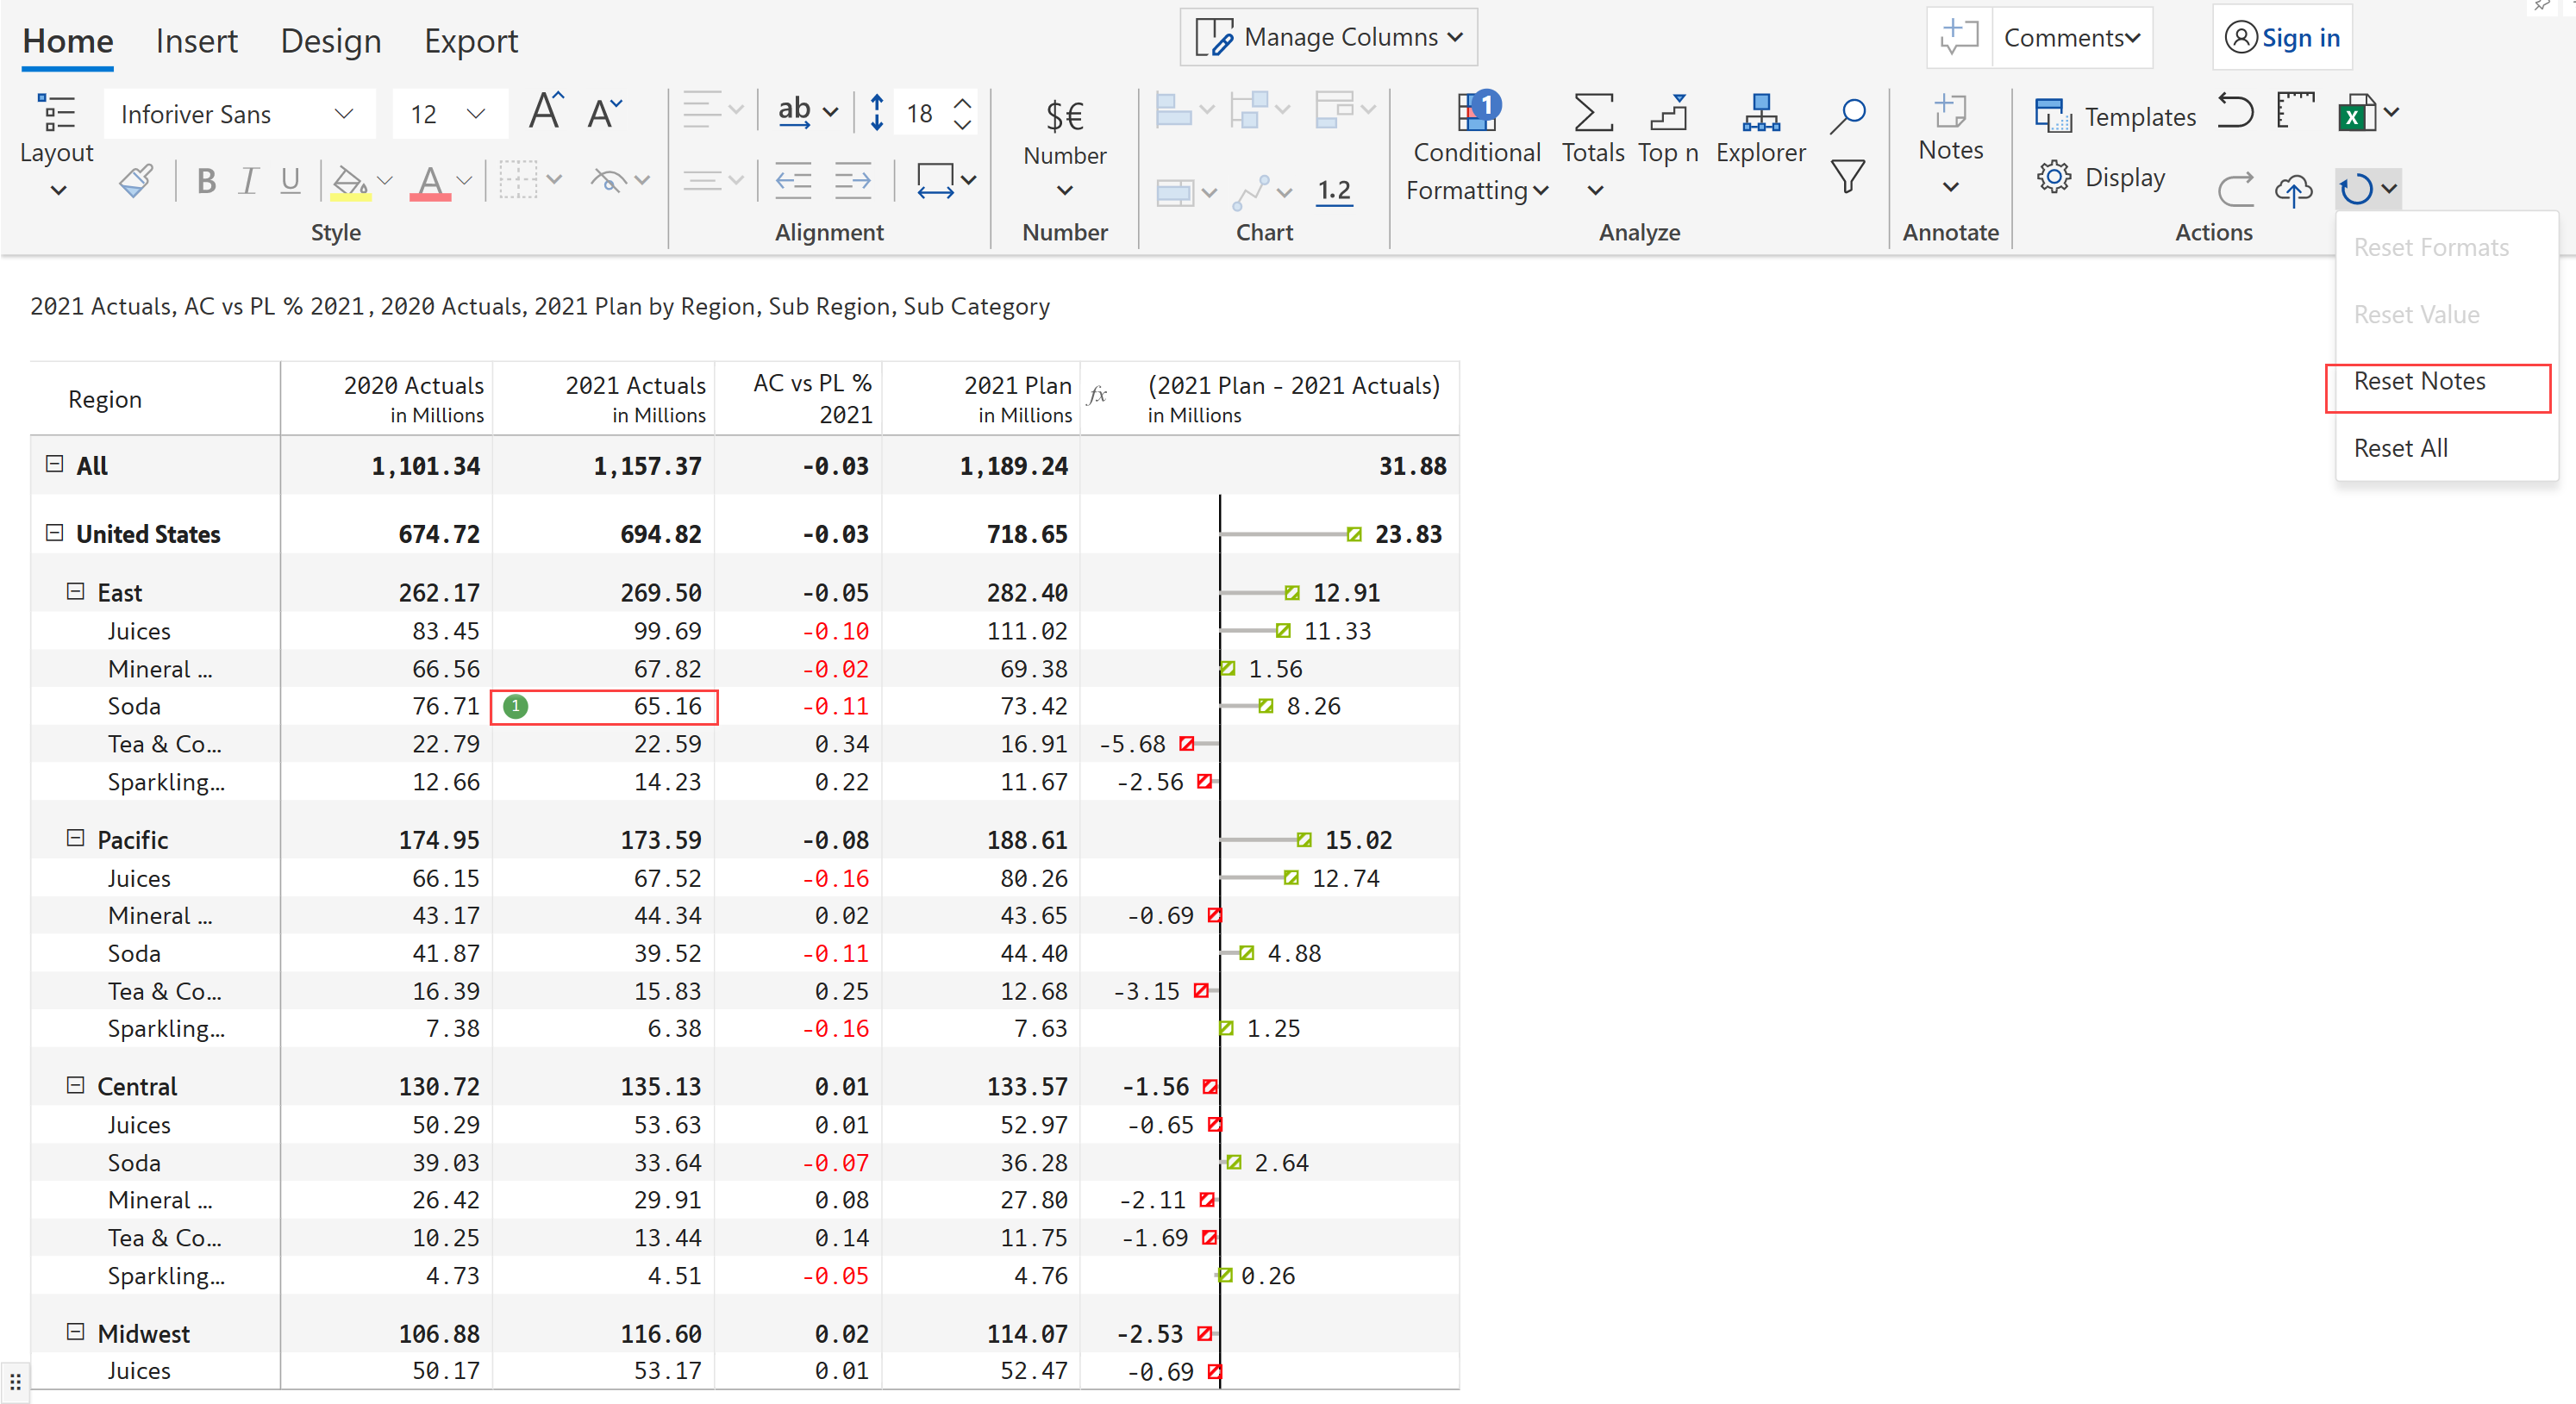 Home Insert Design Export Manage Columns Comments Sign in
Inforiver Sans 12 A A ab 18 $€ 1 Templates
Layout Number Conditional Totals Top n Explorer Notes
B I U A 1.2 Formatting Display
Style Alignment Number Chart Analyze Annotate Actions
Reset Formats
Reset Value
Reset Notes
Reset All
2021 Actuals, AC vs PL % 2021, 2020 Actuals, 2021 Plan by Region, Sub Region, Sub Category
Region 2020 Actuals in Millions 2021 Actuals in Millions AC vs PL % 2021 2021 Plan in Millions fx (2021 Plan - 2021 Actuals) in Millions
All 1,101.34 1,157.37 -0.03 1,189.24 31.88
United States 674.72 694.82 -0.03 718.65 23.83
East 262.17 269.50 -0.05 282.40 12.91
Juices 83.45 99.69 -0.10 111.02 11.33
Mineral ... 66.56 67.82 -0.02 69.38 1.56
Soda 76.71 1 65.16 -0.11 73.42 8.26
Tea & Co... 22.79 22.59 0.34 16.91 -5.68
Sparkling... 12.66 14.23 0.22 11.67 -2.56
Pacific 174.95 173.59 -0.08 188.61 15.02
Juices 66.15 67.52 -0.16 80.26 12.74
Mineral ... 43.17 44.34 0.02 43.65 -0.69
Soda 41.87 39.52 -0.11 44.40 4.88
Tea & Co... 16.39 15.83 0.25 12.68 -3.15
Sparkling... 7.38 6.38 -0.16 7.63 1.25
Central 130.72 135.13 0.01 133.57 -1.56
Juices 50.29 53.63 0.01 52.97 -0.65
Soda 39.03 33.64 -0.07 36.28 2.64
Mineral ... 26.42 29.91 0.08 27.80 -2.11
Tea & Co... 10.25 13.44 0.14 11.75 -1.69
Sparkling... 4.73 4.51 -0.05 4.76 0.26
Midwest 106.88 116.60 0.02 114.07 -2.53
Juices 50.17 53.17 0.01 52.47 -0.69